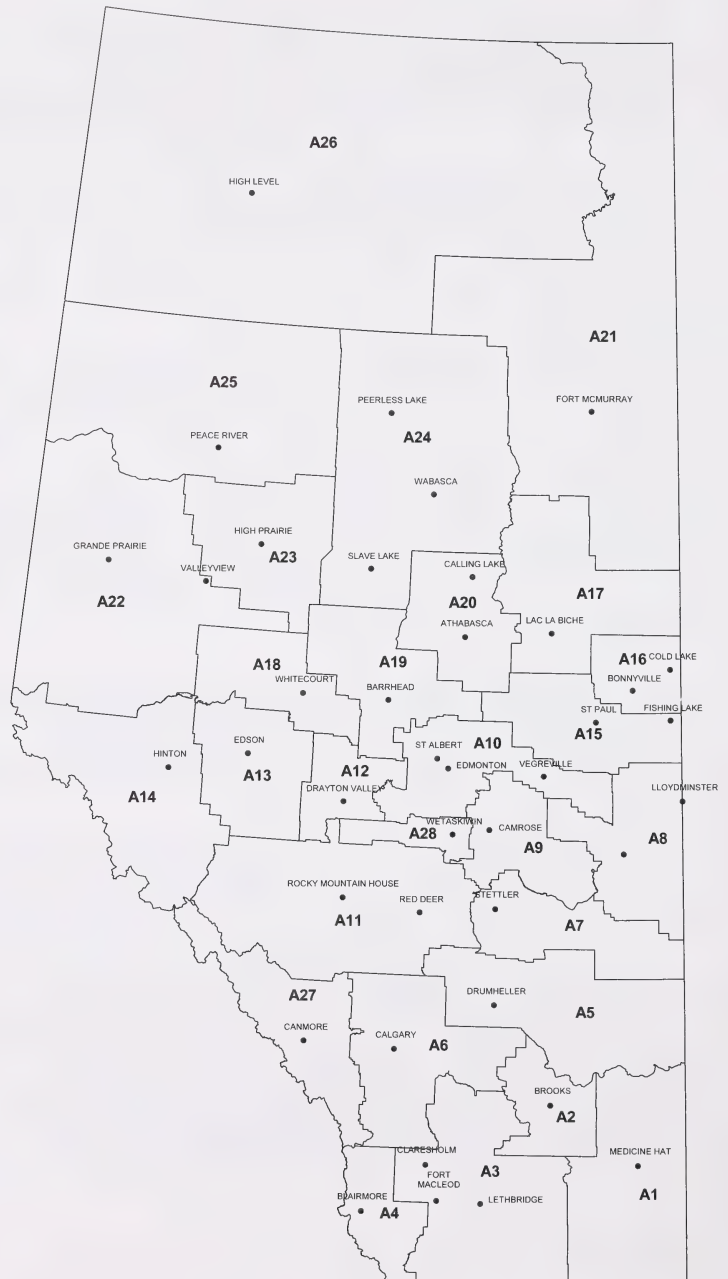 A26
HIGH LEVEL
A21
A25
PEERLESS LAKE
FORT MCMURRAY
PEACE RIVER
A24
WABASCA
HIGH PRAIRIE
GRANDE PRAIRIE
A23
SLAVE LAKE
CALLING LAKE
VALLEYVIEW
A22
A20
A17
ATHABASCA
LAC LA BICHE
A18
A19
A16
COLD LAKE
WHITECOURT
BARRHEAD
BONNYVILLE
ST PAUL
FISHING LAKE
A15
EDSON
ST ALBERT
A10
HINTON
A13
A12
EDMONTON
VEGREVILLE
A14
DRAYTON VALLEY
LLOYDMINSTER
WETASKIWIN
A28
CAMROSE
A9
A8
ROCKY MOUNTAIN HOUSE
RED DEER
STETTLER
A11
A7
A27
DRUMHELLER
A5
CANMORE
CALGARY
A6
BROOKS
A2
CLARESHOLM
MEDICINE HAT
A3
FORT
MACLEOD
A1
BLAIRMORE
A4
LETHBRIDGE